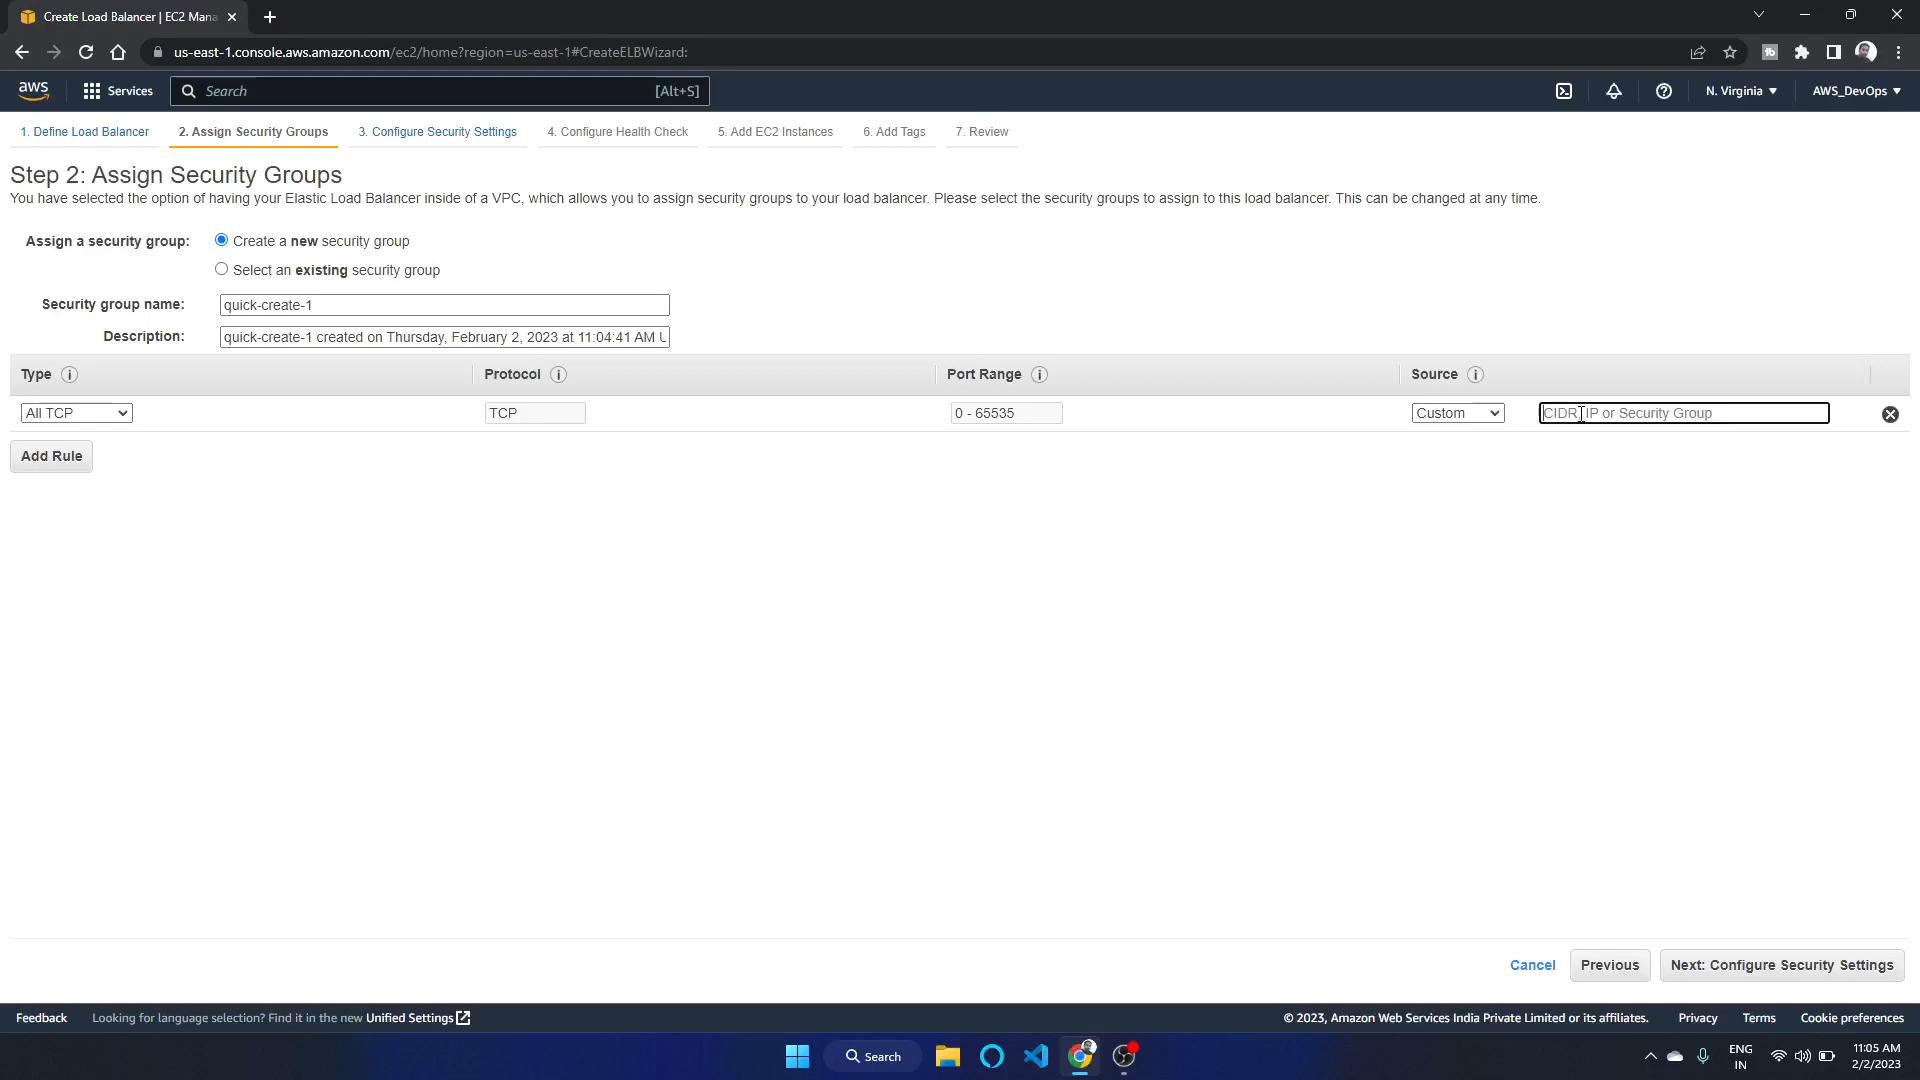 Create Load Balancer | EC2 Mana
us-east-1.console.aws.amazon.com/ec2/home?region=us-east-1#CreateELBWizard:
aws Services Search [Alt+S] N. Virginia ▼ AWS_DevOps ▼
1. Define Load Balancer 2. Assign Security Groups 3. Configure Security Settings 4. Configure Health Check 5. Add EC2 Instances 6. Add Tags 7. Review
Step 2: Assign Security Groups
You have selected the option of having your Elastic Load Balancer inside of a VPC, which allows you to assign security groups to your load balancer. Please select the security groups to assign to this load balancer. This can be changed at any time.
Assign a security group: Create a new security group
Select an existing security group
Security group name: quick-create-1
Description: quick-create-1 created on Thursday, February 2, 2023 at 11:04:41 AM U
Type Protocol Port Range Source
All TCP TCP 0 - 65535 Custom CIDR, IP or Security Group
Add Rule
Cancel Previous Next: Configure Security Settings
Feedback Looking for language selection? Find it in the new Unified Settings © 2023, Amazon Web Services India Private Limited or its affiliates. Privacy Terms Cookie preferences
Search ENG 11:05 AM
IN 2/2/2023